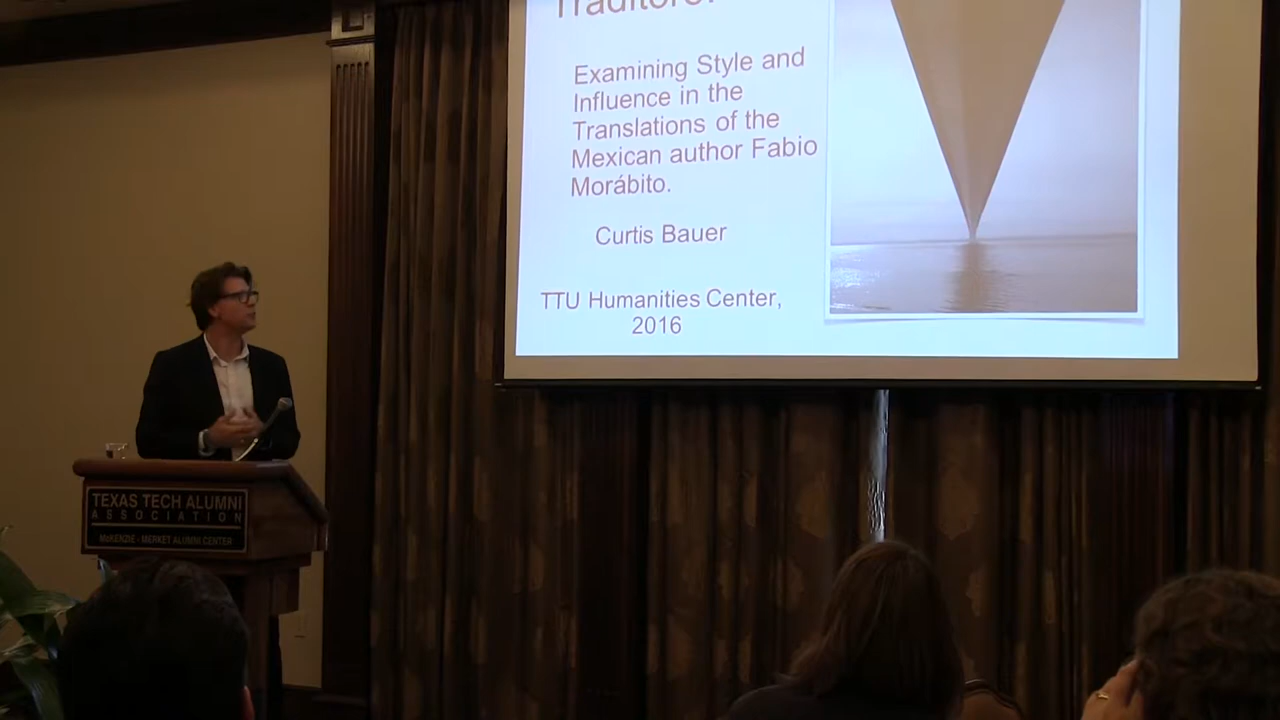 Traditore?
Examining Style and
Influence in the
Translations of the
Mexican author Fabio
Morábito.
Curtis Bauer
TTU Humanities Center,
2016
TEXAS TECH ALUMNI
ASSOCIATION
McKENZIE - MERKET ALUMNI CENTER